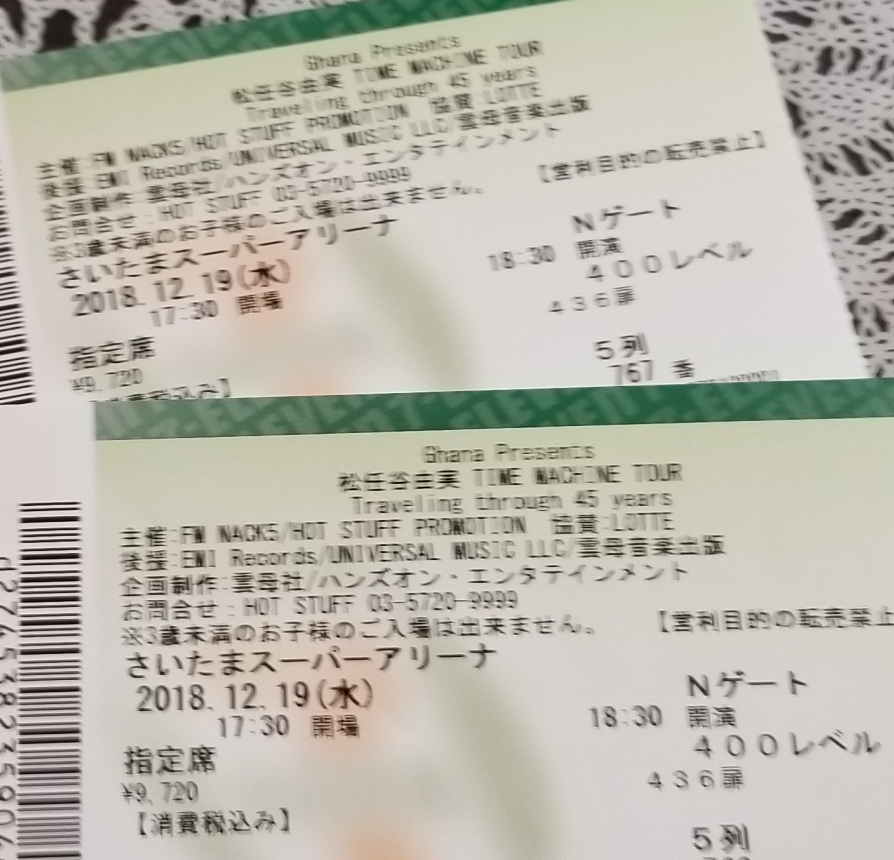 Ghana Presents
松任谷由実 TIME MACHINE TOUR
Traveling through 45 years
主催:FM NACK5/HOT STUFF PROMOTION 協賛:LOTTE
後援:EMI Records/UNIVERSAL MUSIC LLC/雲母音楽出版
企画制作:雲母社/ハンズオン・エンタテインメント
お問合せ:HOT STUFF 03-5720-9999
※3歳未満のお子様のご入場は出来ません。 【営利目的の転売禁止】
さいたまスーパーアリーナ
2018.12.19(水) Nゲート
17:30 開場 18:30 開演
400レベル
436扉
指定席 5列
¥9,720 767 番
税込み】
Ghana Presents
松任谷由実 TIME MACHINE TOUR
Traveling through 45 years
主催:FM NACK5/HOT STUFF PROMOTION 協賛:LOTTE
後援:EMI Records/UNIVERSAL MUSIC LLC/雲母音楽出版
企画制作:雲母社/ハンズオン・エンタテインメント
お問合せ:HOT STUFF 03-5720-9999
※3歳未満のお子様のご入場は出来ません。 【営利目的の転売禁止
さいたまスーパーアリーナ
2018.12.19(水) Nゲート
17:30 開場 18:30 開演
400レベル
指定席 436扉
¥9,720
【消費税込み】 5列